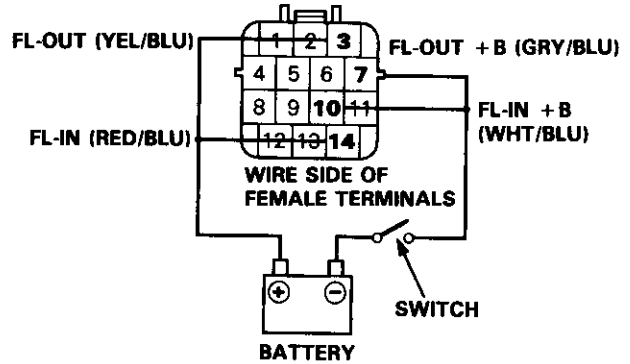 FL-OUT (YEL/BLU)
1 2 3
FL-OUT +B (GRY/BLU)
4 5 6 7
8 9 10 11
FL-IN +B
(WHT/BLU)
FL-IN (RED/BLU)
12 13 14
WIRE SIDE OF
FEMALE TERMINALS
+ −
SWITCH
BATTERY